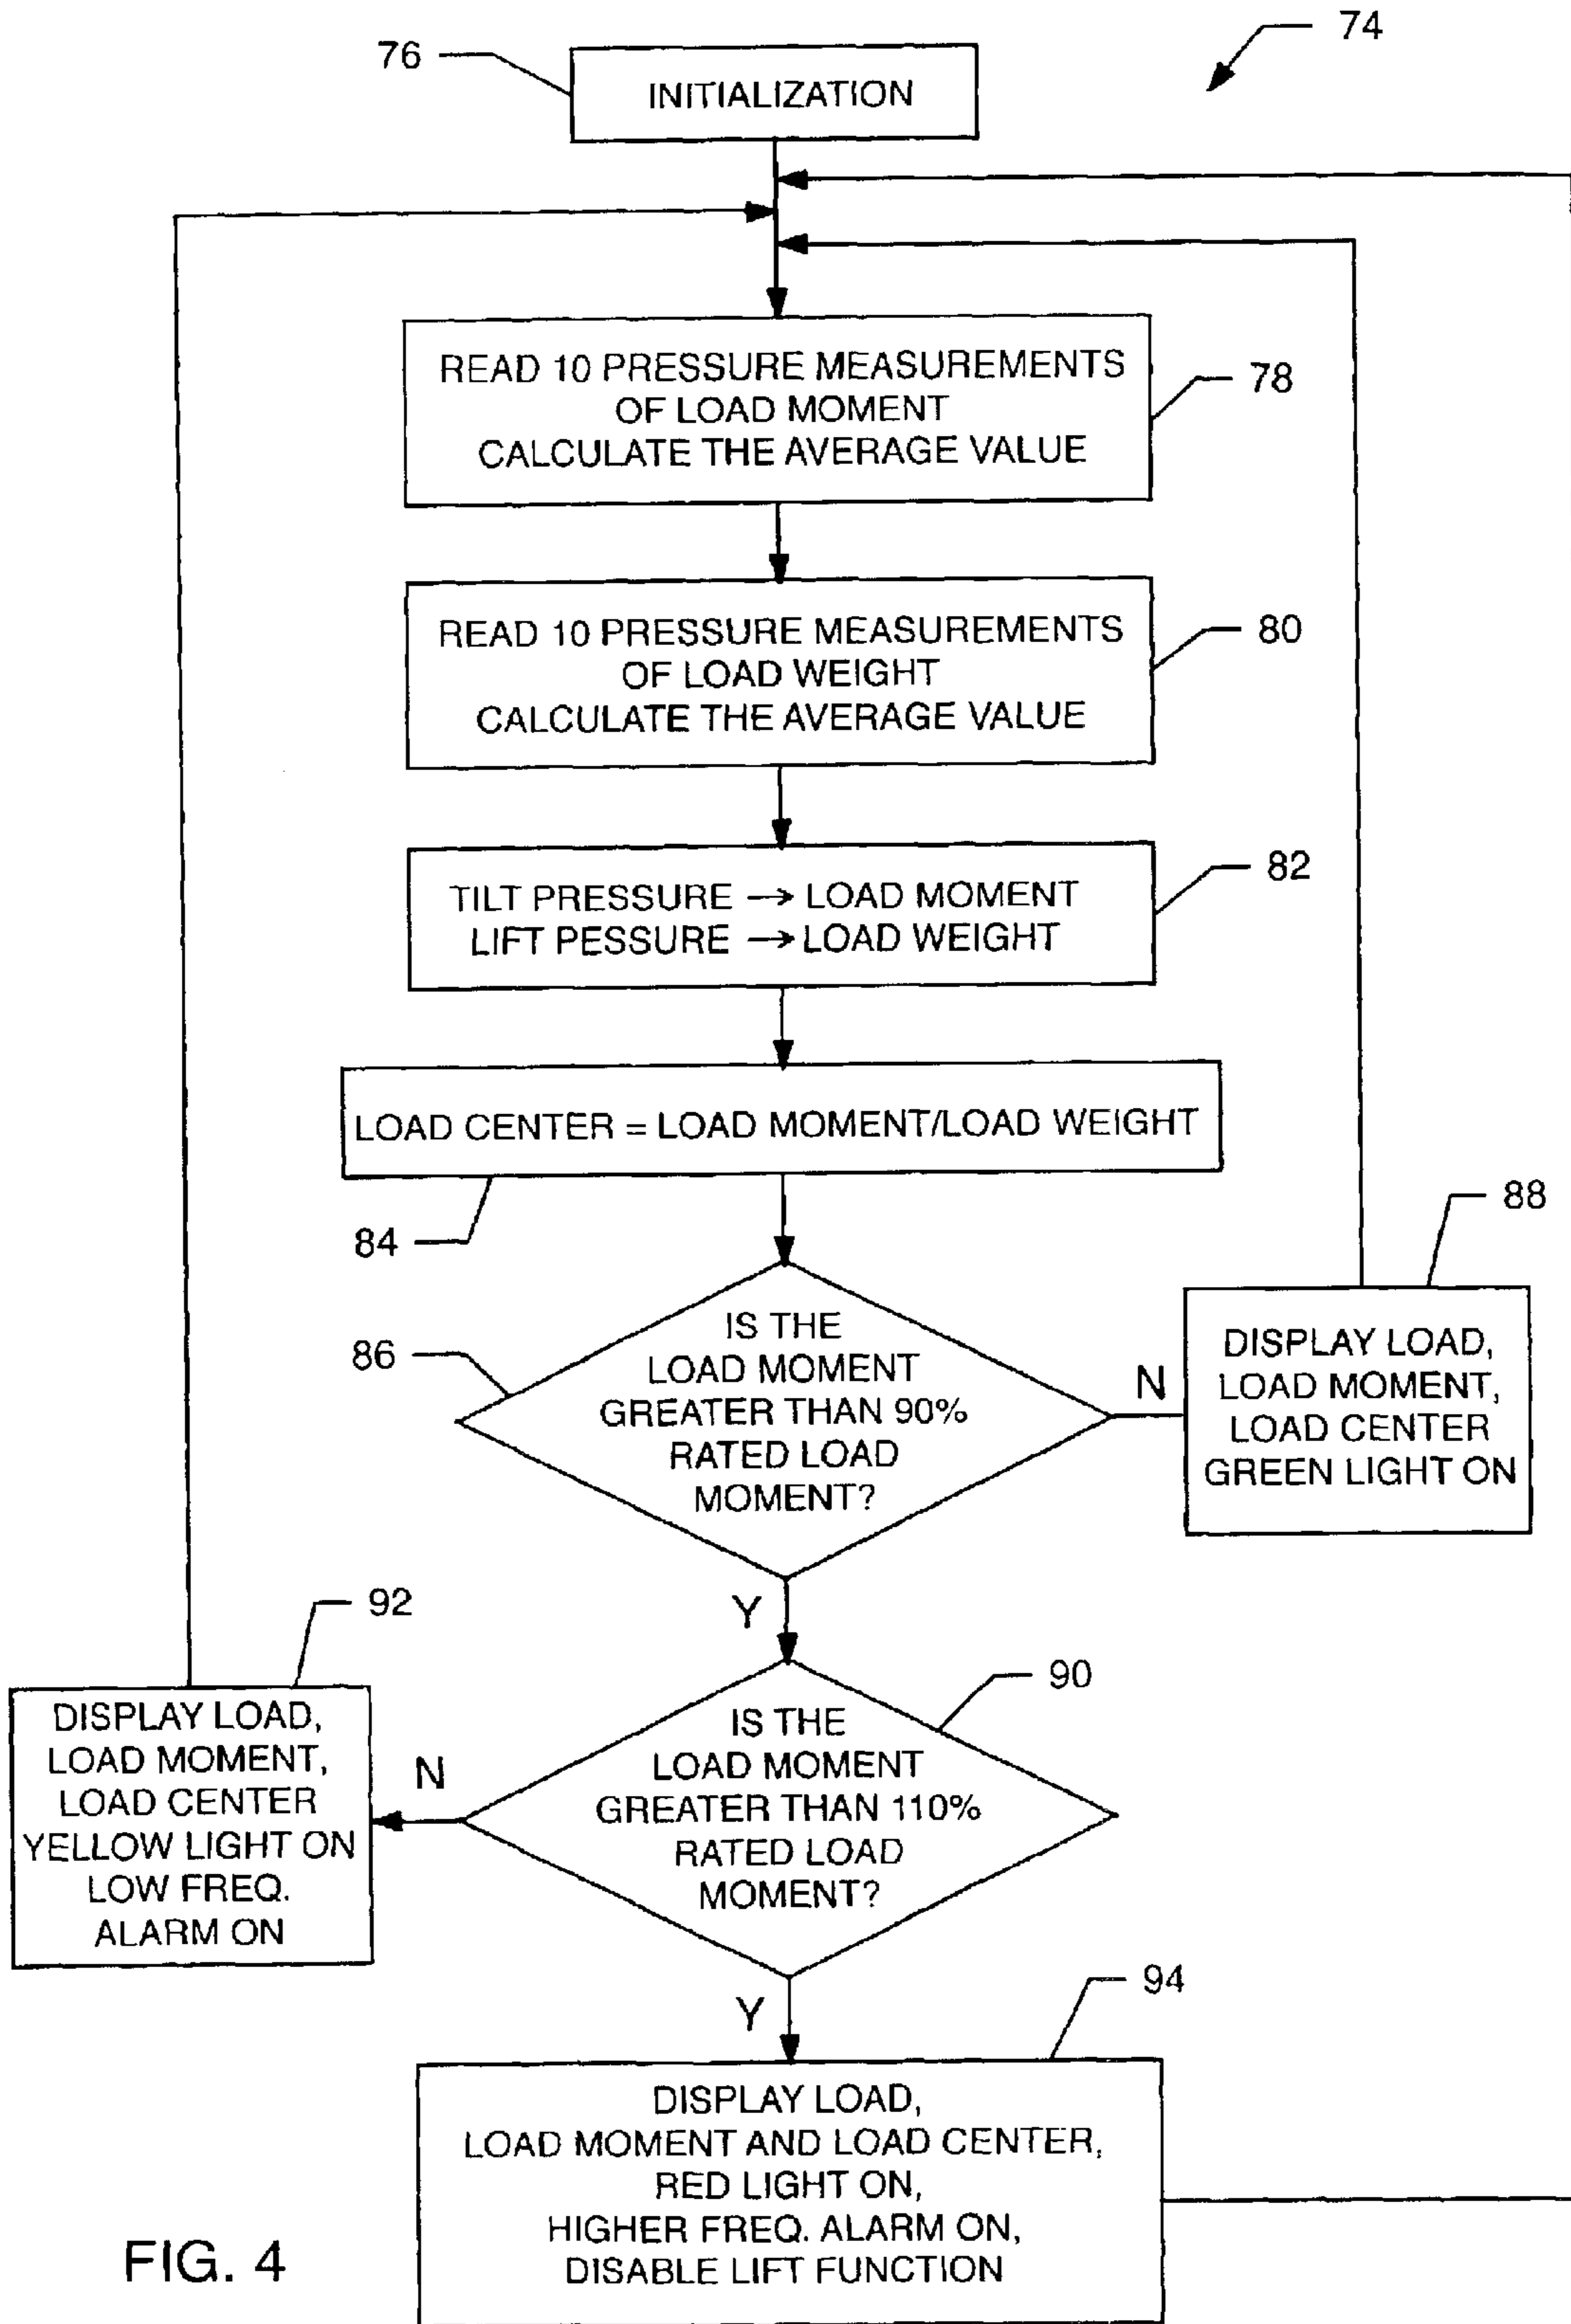 74
76
INITIALIZATION
READ 10 PRESSURE MEASUREMENTS
OF LOAD MOMENT
CALCULATE THE AVERAGE VALUE
78
READ 10 PRESSURE MEASUREMENTS
OF LOAD WEIGHT
CALCULATE THE AVERAGE VALUE
80
TILT PRESSURE → LOAD MOMENT
LIFT PESSURE → LOAD WEIGHT
82
LOAD CENTER = LOAD MOMENT/LOAD WEIGHT
84
86
IS THE
LOAD MOMENT
GREATER THAN 90%
RATED LOAD
MOMENT?
N
88
DISPLAY LOAD,
LOAD MOMENT,
LOAD CENTER
GREEN LIGHT ON
Y
90
IS THE
LOAD MOMENT
GREATER THAN 110%
RATED LOAD
MOMENT?
N
92
DISPLAY LOAD,
LOAD MOMENT,
LOAD CENTER
YELLOW LIGHT ON
LOW FREQ.
ALARM ON
Y
94
DISPLAY LOAD,
LOAD MOMENT AND LOAD CENTER,
RED LIGHT ON,
HIGHER FREQ. ALARM ON,
DISABLE LIFT FUNCTION
FIG. 4